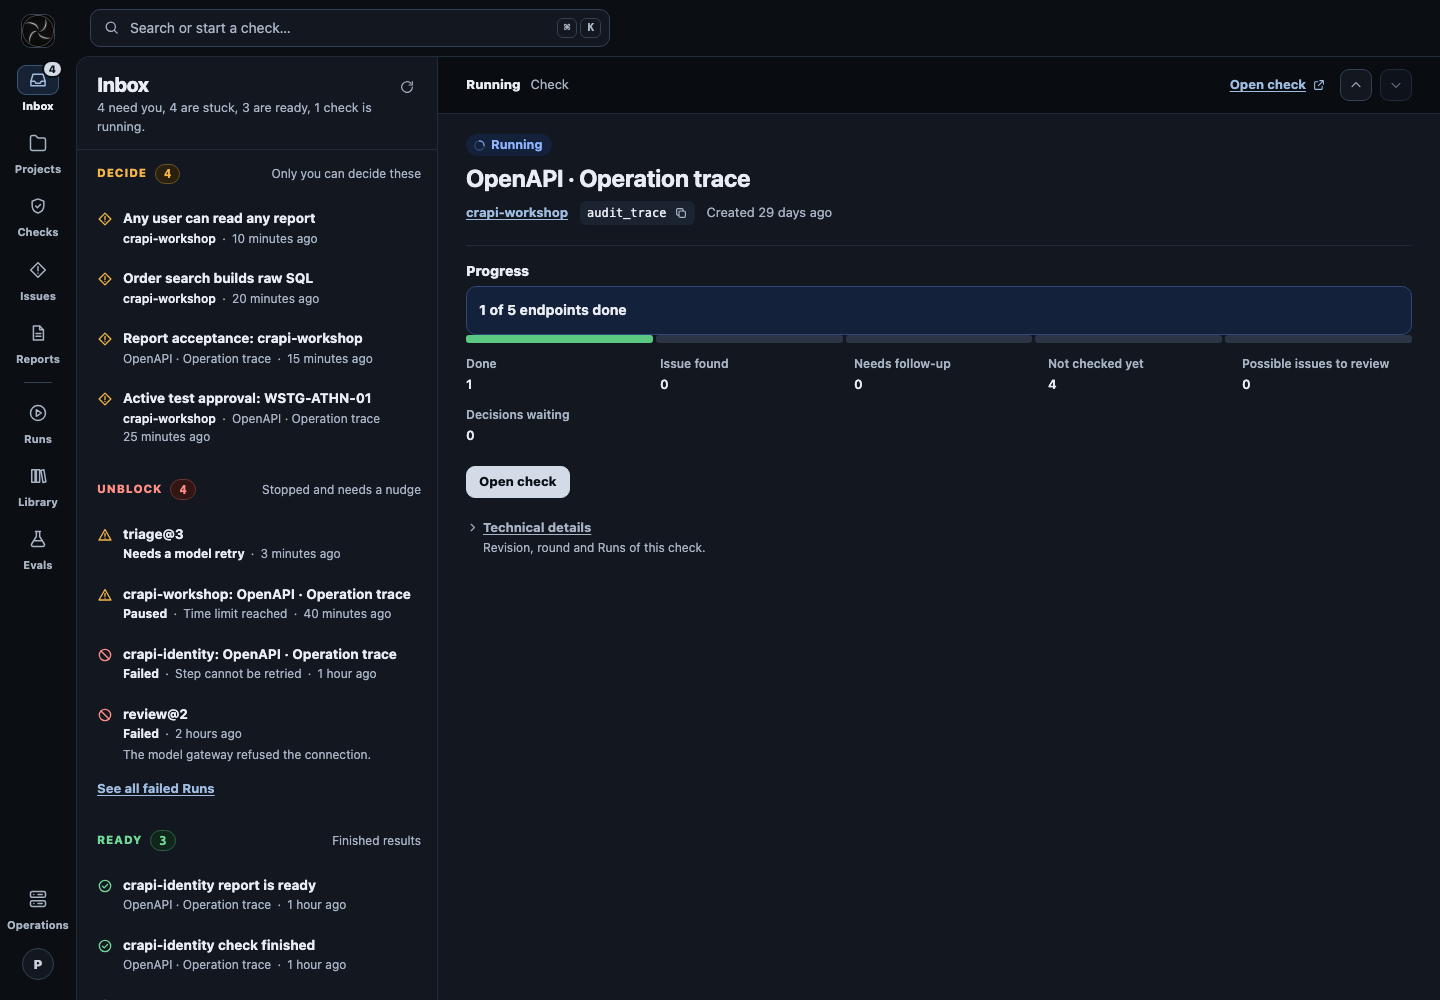 Search or start a check...
⌘ K
4
Inbox
Projects
Checks
Issues
Reports
Runs
Library
Evals
Operations
P
Inbox
4 need you, 4 are stuck, 3 are ready, 1 check is
running.
DECIDE 4 Only you can decide these
Any user can read any report
crapi-workshop · 10 minutes ago
Order search builds raw SQL
crapi-workshop · 20 minutes ago
Report acceptance: crapi-workshop
OpenAPI · Operation trace · 15 minutes ago
Active test approval: WSTG-ATHN-01
crapi-workshop · OpenAPI · Operation trace
25 minutes ago
UNBLOCK 4 Stopped and needs a nudge
triage@3
Needs a model retry · 3 minutes ago
crapi-workshop: OpenAPI · Operation trace
Paused · Time limit reached · 40 minutes ago
crapi-identity: OpenAPI · Operation trace
Failed · Step cannot be retried · 1 hour ago
review@2
Failed · 2 hours ago
The model gateway refused the connection.
See all failed Runs
READY 3 Finished results
crapi-identity report is ready
OpenAPI · Operation trace · 1 hour ago
crapi-identity check finished
OpenAPI · Operation trace · 1 hour ago
Running Check
Open check
Running
OpenAPI · Operation trace
crapi-workshop audit_trace Created 29 days ago
Progress
1 of 5 endpoints done
Done Issue found Needs follow-up Not checked yet Possible issues to review
1 0 0 4 0
Decisions waiting
0
Open check
Technical details
Revision, round and Runs of this check.